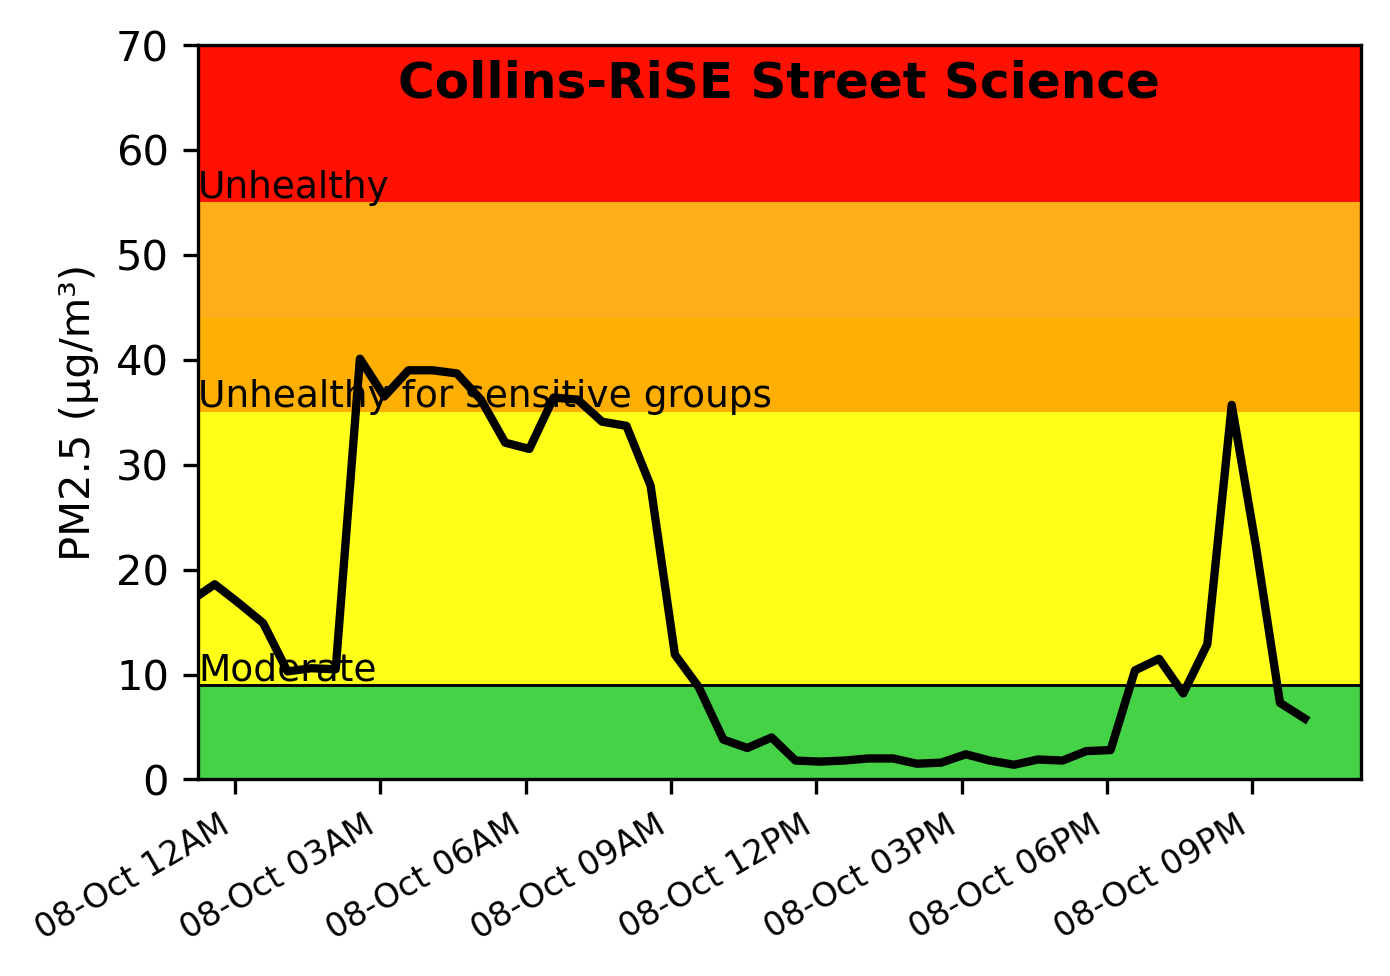 Collins-RiSE Street Science
70
60
50
40
30
20
10
0
PM2.5 (µg/m³)
Unhealthy
Unhealthy for sensitive groups
Moderate
08-Oct 12AM
08-Oct 03AM
08-Oct 06AM
08-Oct 09AM
08-Oct 12PM
08-Oct 03PM
08-Oct 06PM
08-Oct 09PM